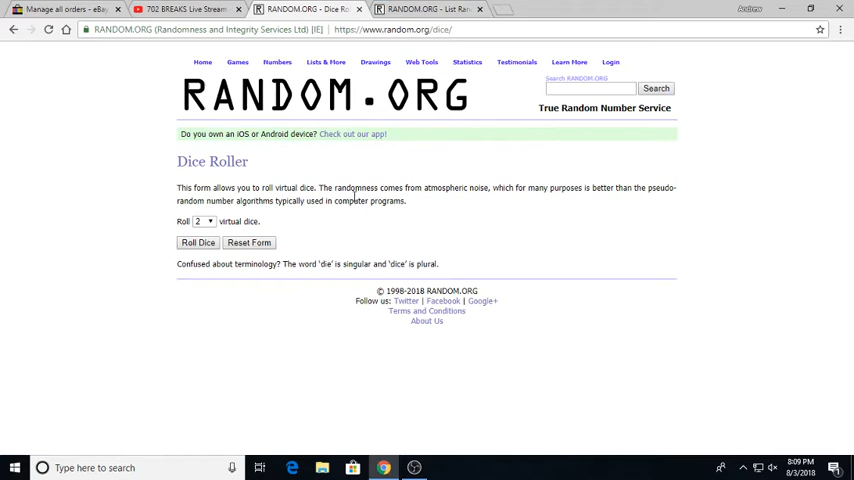 Manage all orders - eBay
702 BREAKS Live Stream
RANDOM.ORG - Dice Ro
RANDOM.ORG - List Ran
Andrew
RANDOM.ORG (Randomness and Integrity Services Ltd) [IE] | https://www.random.org/dice/
Home Games Numbers Lists & More Drawings Web Tools Statistics Testimonials Learn More Login
RANDOM.ORG
Search RANDOM.ORG
Search
True Random Number Service
Do you own an iOS or Android device? Check out our app!
Dice Roller
This form allows you to roll virtual dice. The randomness comes from atmospheric noise, which for many purposes is better than the pseudo-
random number algorithms typically used in computer programs.
Roll 2 virtual dice.
Roll Dice Reset Form
Confused about terminology? The word 'die' is singular and 'dice' is plural.
© 1998-2018 RANDOM.ORG
Follow us: Twitter | Facebook | Google+
Terms and Conditions
About Us
Type here to search
8:09 PM
8/3/2018